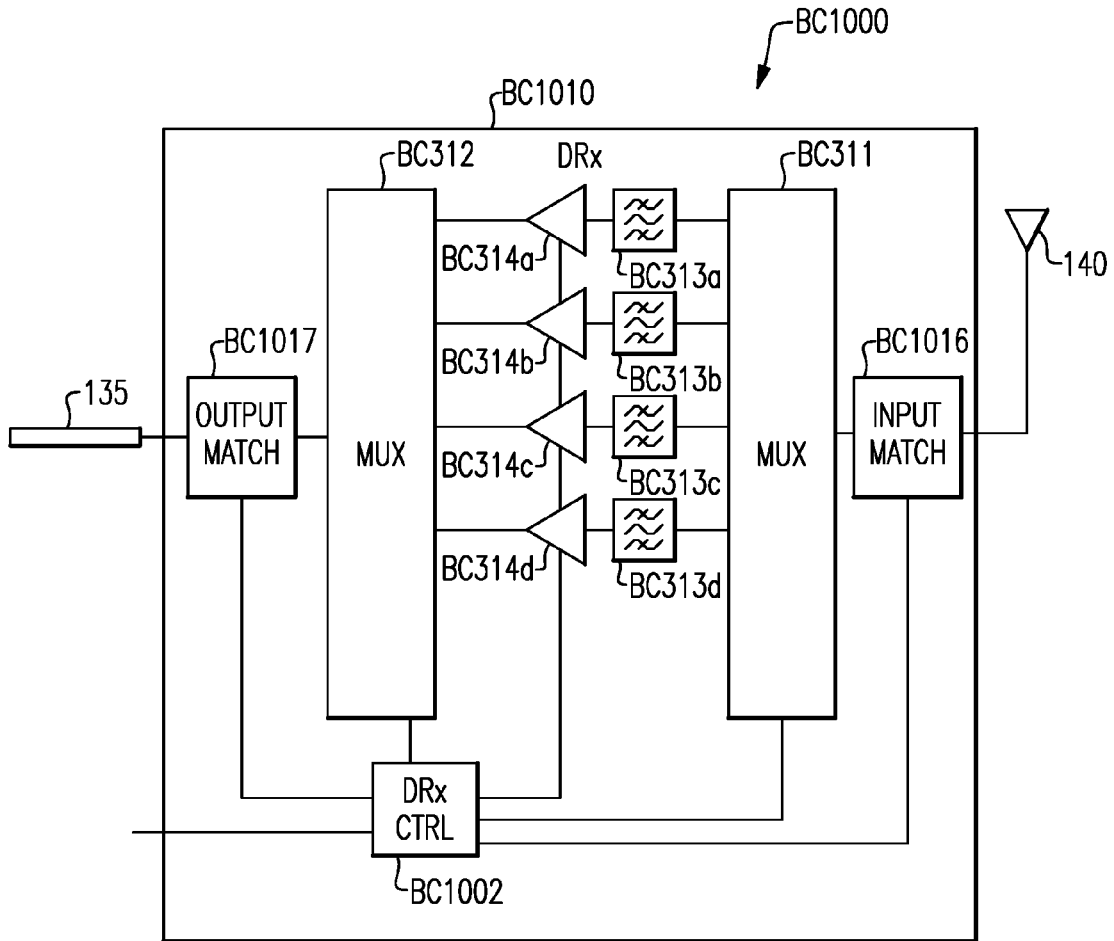 BC1000
BC1010
BC312
DRx
BC311
BC314a
BC313a
140
BC1017
BC314b
BC313b
BC1016
135
OUTPUT
MATCH
MUX
BC314c
BC313c
MUX
INPUT
MATCH
BC314d
BC313d
DRx
CTRL
BC1002